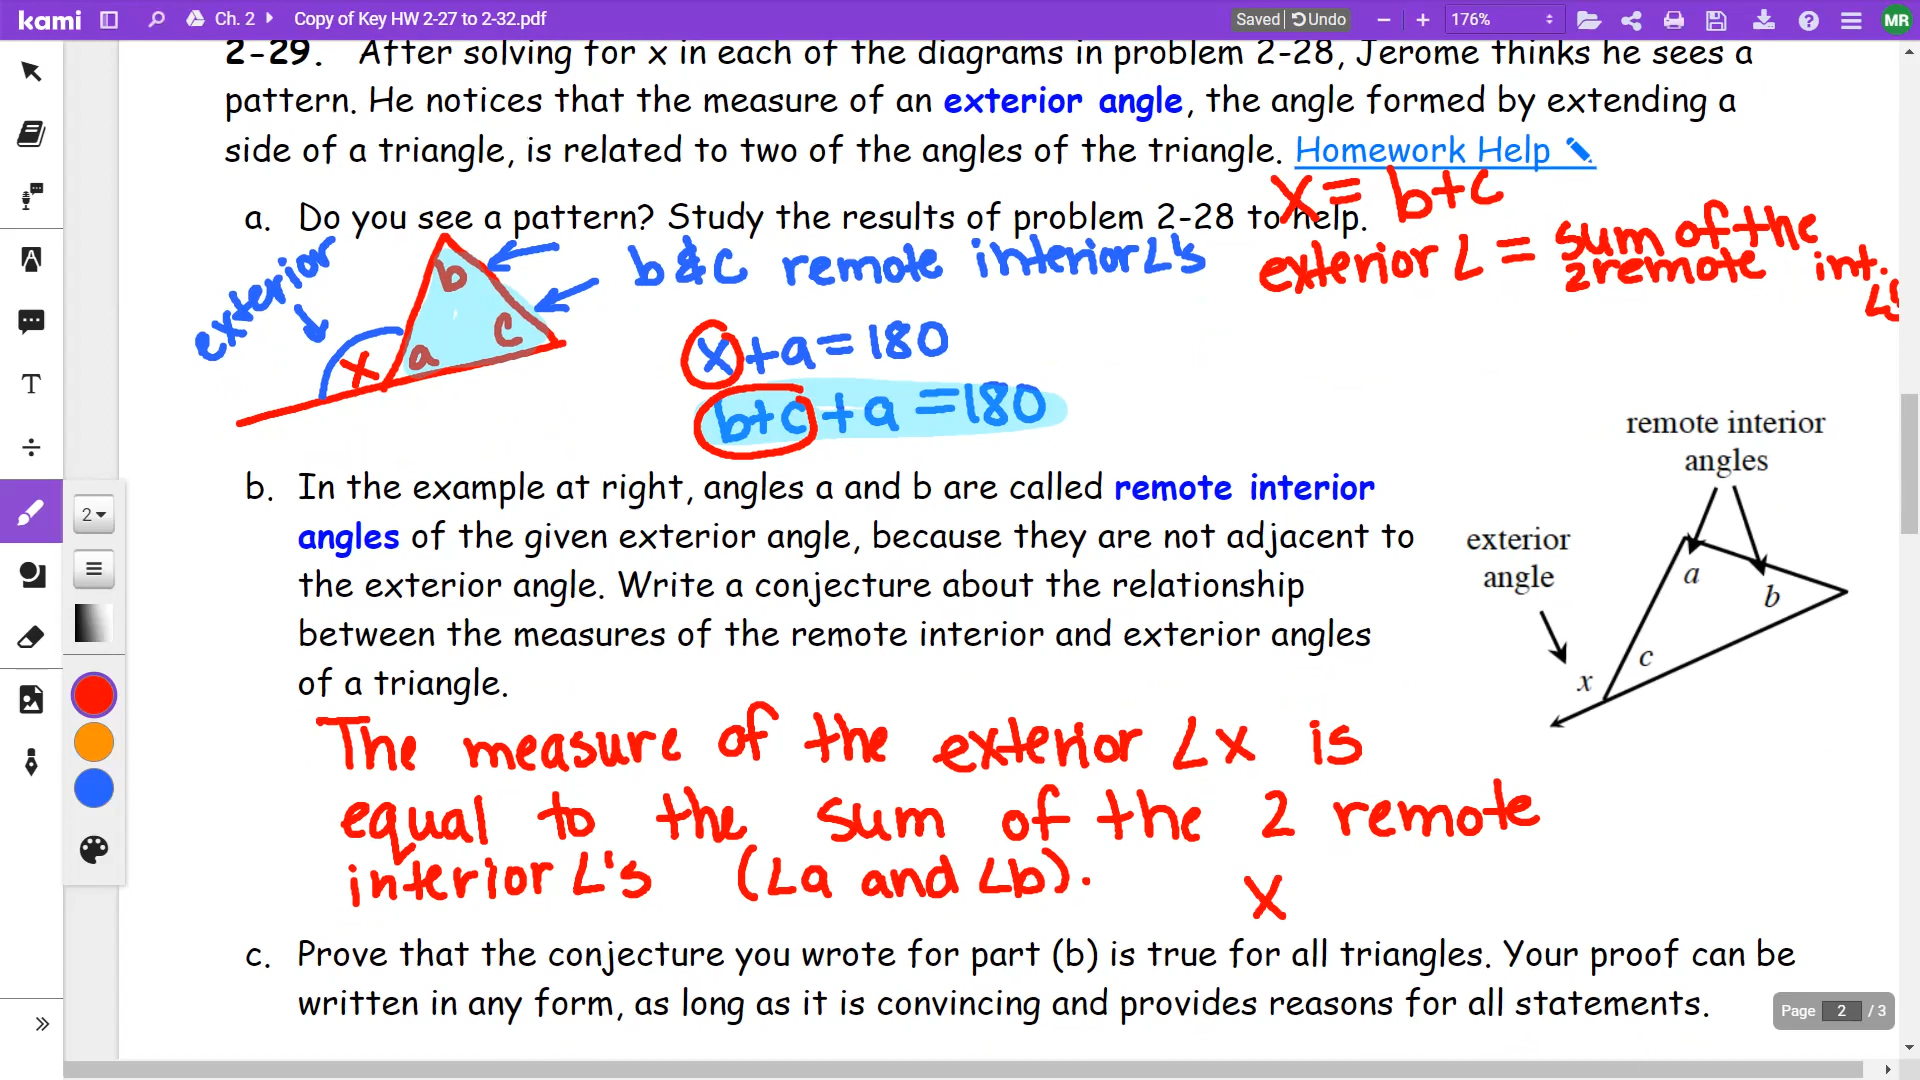 kami
Ch. 2
Copy of Key HW 2-27 to 2-32.pdf
Saved
Undo
176%
MR
2-29. After solving for x in each of the diagrams in problem 2-28, Jerome thinks he sees a
pattern. He notices that the measure of an exterior angle, the angle formed by extending a
side of a triangle, is related to two of the angles of the triangle. Homework Help
x = b+c
a. Do you see a pattern? Study the results of problem 2-28 to help.
exterior ∠ = sum of the
2 remote int.
∠'s
exterior
b & c remote interior ∠'s
b
c
a
x
x+a=180
b+c+a=180
remote interior
angles
b. In the example at right, angles a and b are called remote interior
angles of the given exterior angle, because they are not adjacent to
the exterior angle. Write a conjecture about the relationship
between the measures of the remote interior and exterior angles
of a triangle.
exterior
angle
a
b
c
x
The measure of the exterior ∠x is
equal to the sum of the 2 remote
interior ∠'s (∠a and ∠b).
x
c. Prove that the conjecture you wrote for part (b) is true for all triangles. Your proof can be
written in any form, as long as it is convincing and provides reasons for all statements.
2
T
Page 2 / 3